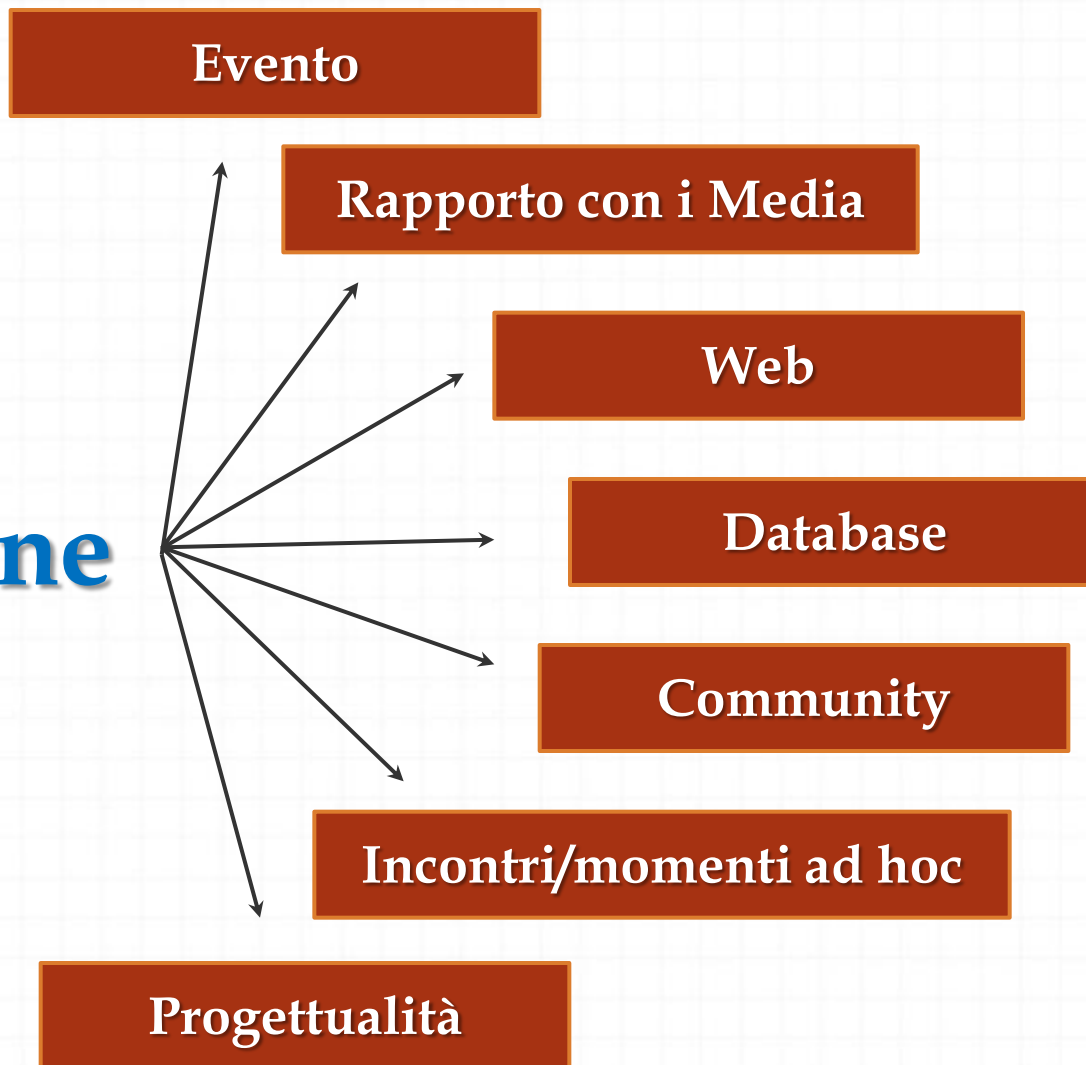 Evento
Rapporto con i Media
Web
Database
ne
Community
Incontri/momenti ad hoc
Progettualità